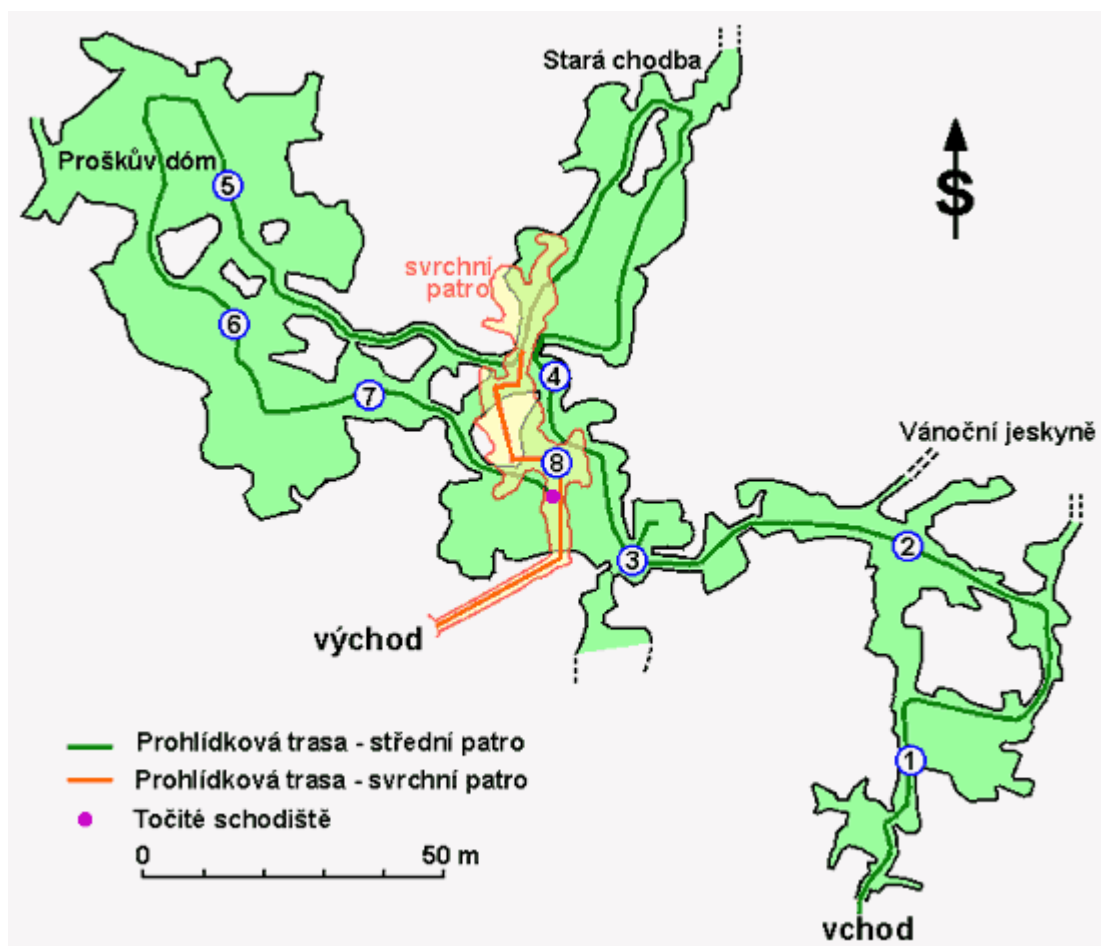 Stará chodba
Proškův dóm
S
5
svrchní
patro
6
4
7
Vánoční jeskyně
8
2
3
východ
Prohlídková trasa - střední patro
1
Prohlídková trasa - svrchní patro
Točité schodiště
0 50 m
vchod